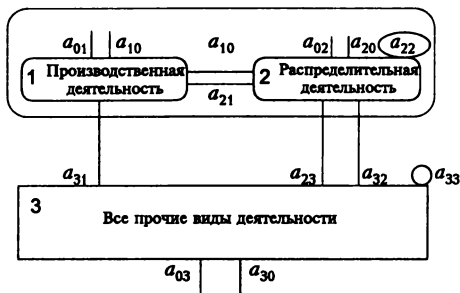 a01 a10 a10 a02 a20 a22
1 Производственная деятельность
2 Распределительная деятельность
a21
a31 a23 a32 a33
3
Все прочие виды деятельности
a03 a30